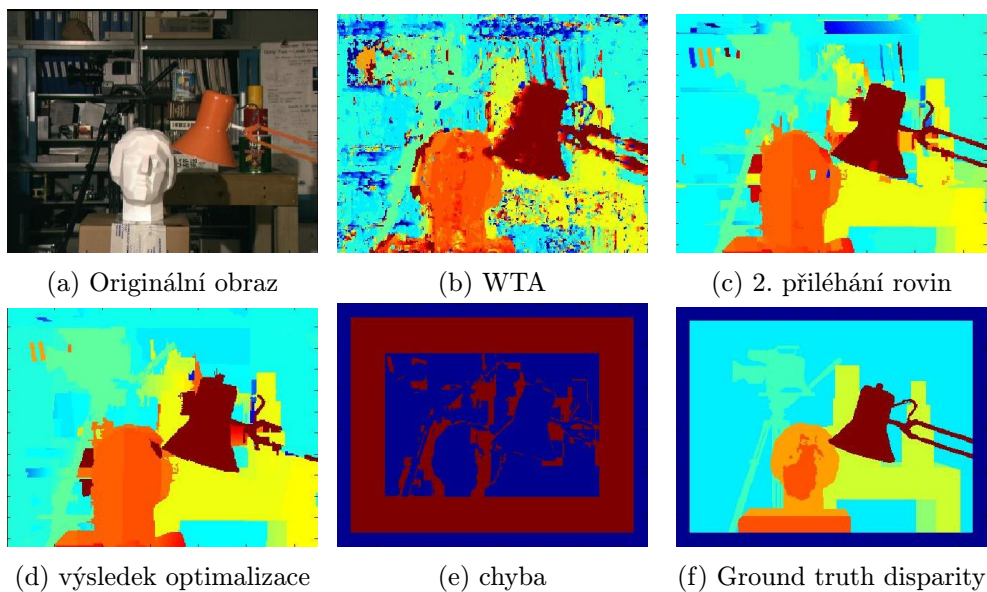 (a) Originální obraz
(b) WTA
(c) 2. přiléhání rovin
(d) výsledek optimalizace
(e) chyba
(f) Ground truth disparity